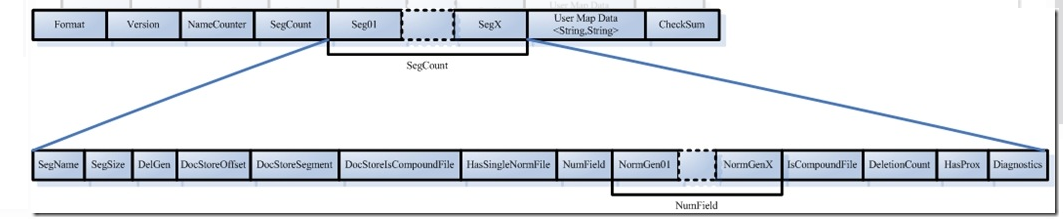 Format Version NameCounter SegCount Seg01 SegX User Map Data CheckSum
<String,String>
SegCount
SegName SegSize DelGen DocStoreOffset DocStoreSegment DocStoreIsCompoundFile HasSingleNormFile NumField NormGen01 NormGenX IsCompoundFile DeletionCount HasProx Diagnostics
NumField